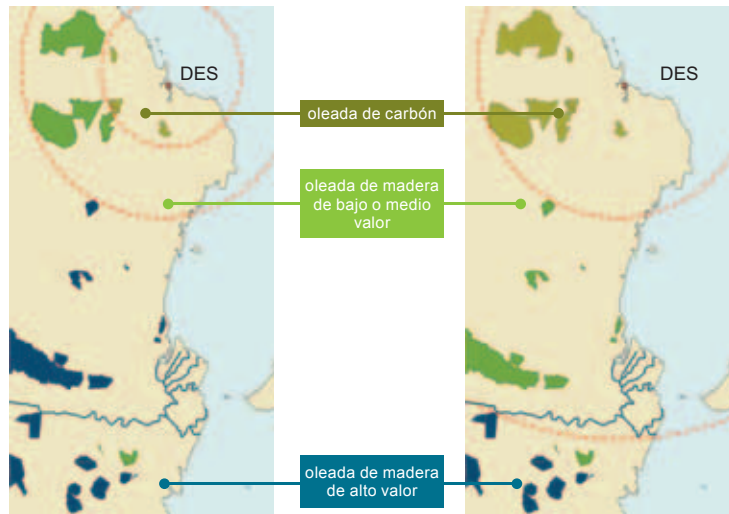 DES
DES
oleada de carbón
oleada de madera
de bajo o medio
valor
oleada de madera
de alto valor